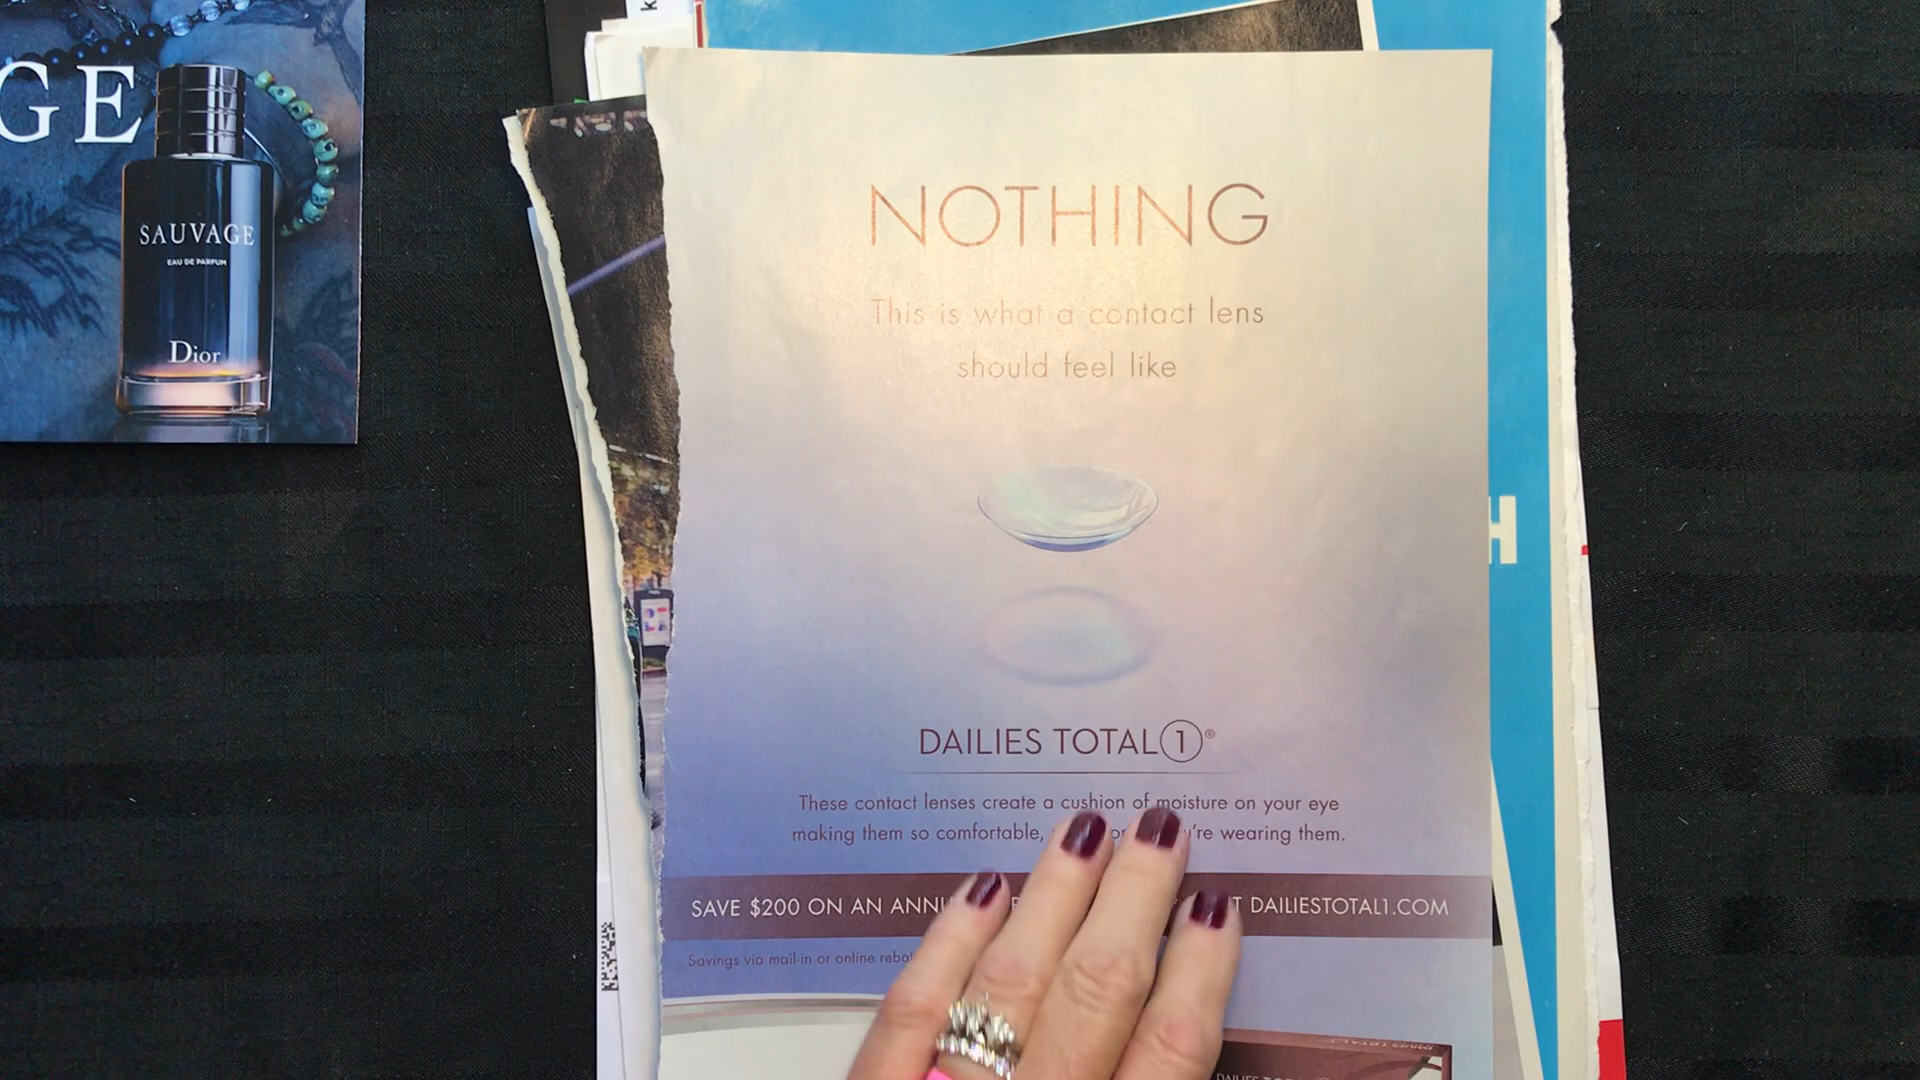 GE
SAUVAGE
EAU DE PARFUM
Dior
k
NOTHING
This is what a contact lens
should feel like
H
DAILIES TOTAL1®
These contact lenses create a cushion of moisture on your eye
making them so comfortable, you're wearing them.
SAVE $200 ON AN DAILIESTOTAL1.COM
Savings via mail-in or online